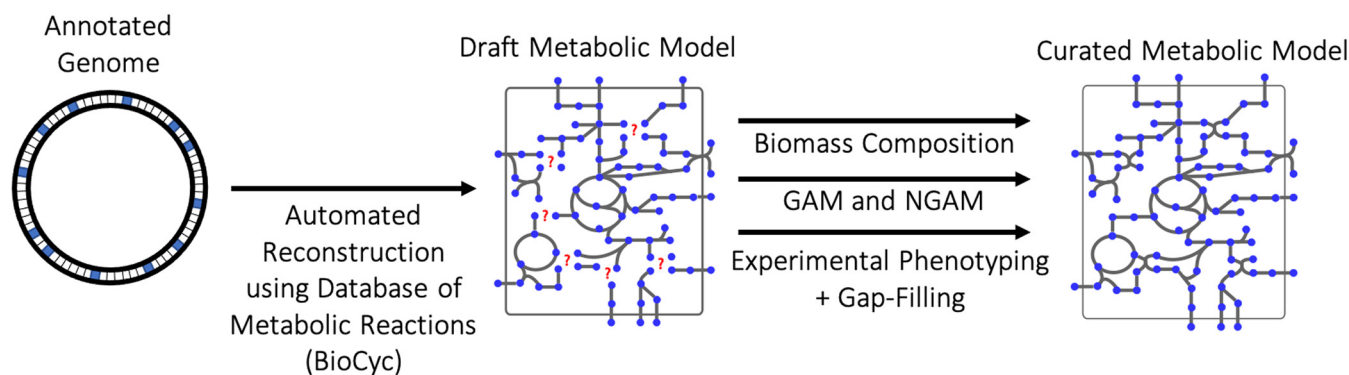 Annotated
Genome
Automated
Reconstruction
using Database of
Metabolic Reactions
(BioCyc)
Draft Metabolic Model
?
?
?
?
?
?
Biomass Composition
GAM and NGAM
Experimental Phenotyping
+ Gap-Filling
Curated Metabolic Model